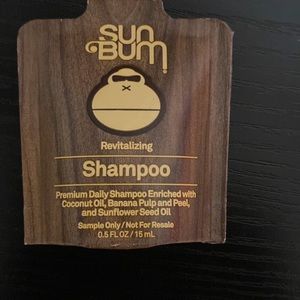 sun
Bum
Revitalizing
Shampoo
Premium Daily Shampoo Enriched with
Coconut Oil, Banana Pulp and Peel,
and Sunflower Seed Oil
Sample Only / Not For Resale
0.5 FL OZ / 15 mL